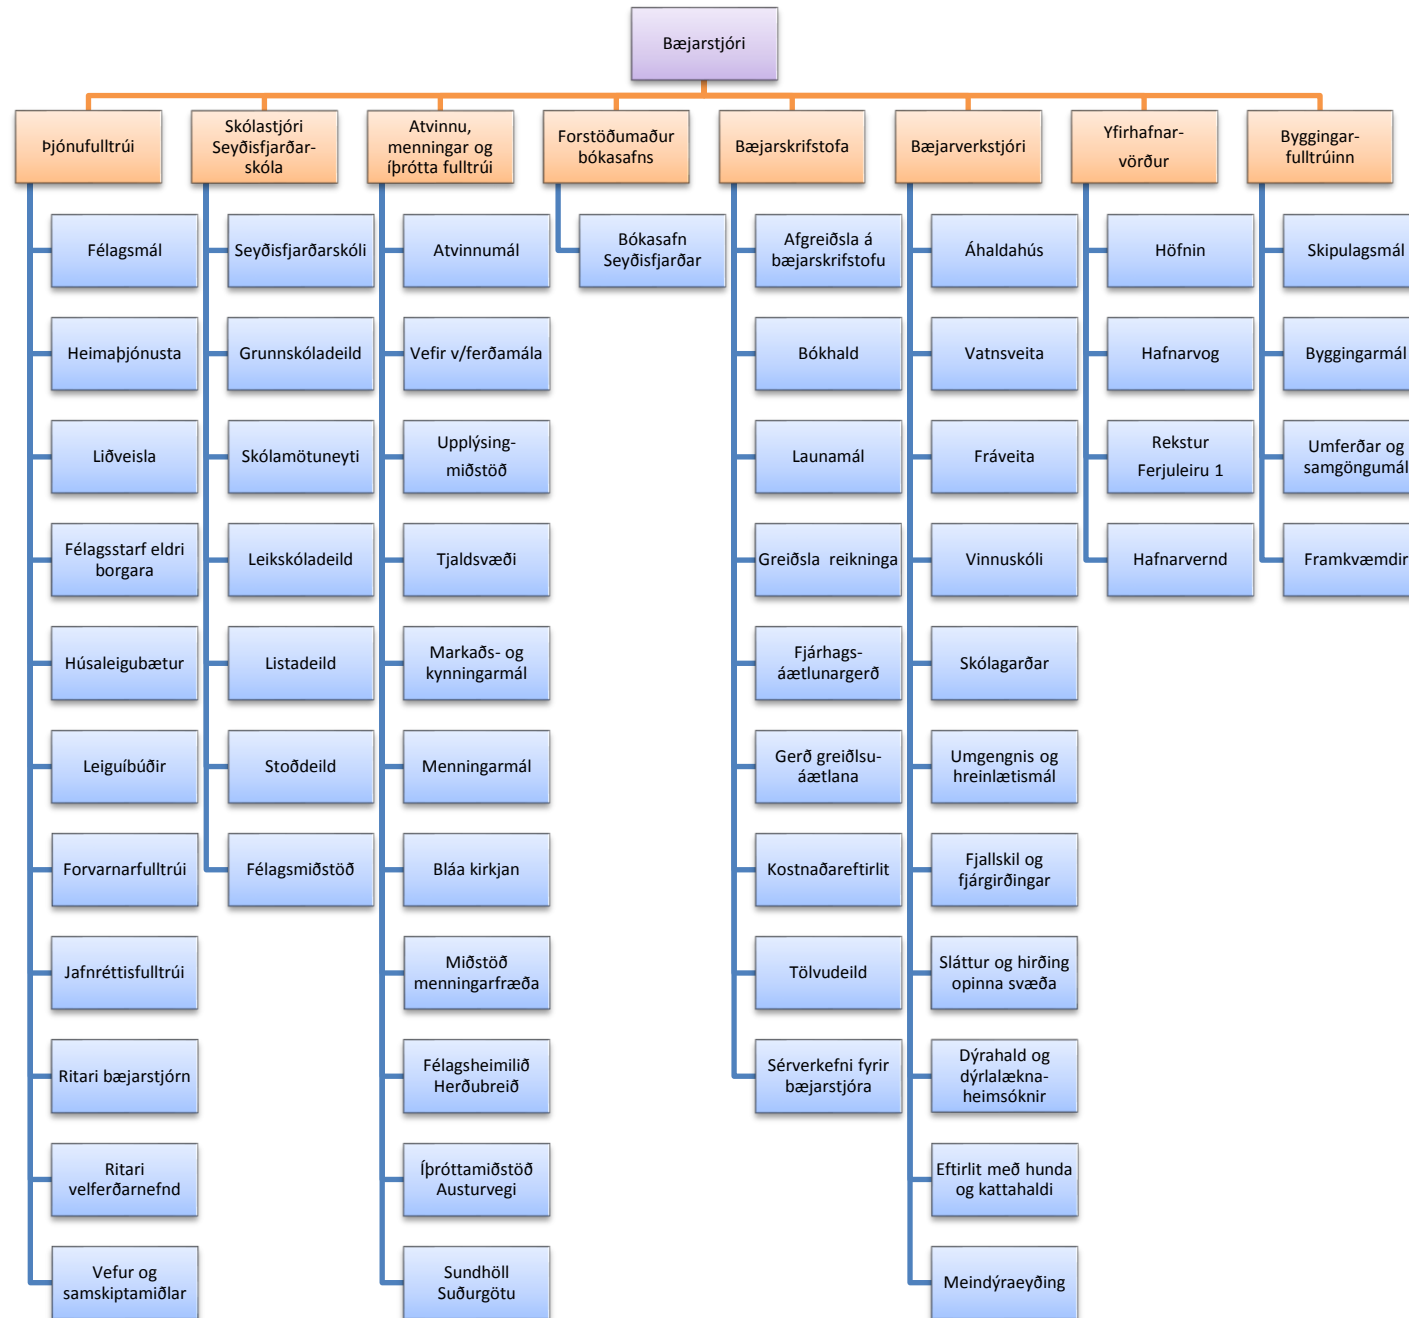 Bæjarstjóri
Þjónufulltrúi
Skólastjóri
Seyðisfjarðar-
skóla
Atvinnu,
menningar og
íþrótta fulltrúi
Forstöðumaður
bókasafns
Bæjarskrifstofa
Bæjarverkstjóri
Yfirhafnar-
vörður
Byggingar-
fulltrúinn
Félagsmál
Heimaþjónusta
Liðveisla
Félagsstarf eldri
borgara
Húsaleigubætur
Leiguíbúðir
Forvarnarfulltrúi
Jafnréttisfulltrúi
Ritari bæjarstjórn
Ritari
velferðarnefnd
Vefur og
samskiptamiðlar
Seyðisfjarðarskóli
Grunnskóladeild
Skólamötuneyti
Leikskóladeild
Listadeild
Stoðdeild
Félagsmiðstöð
Atvinnumál
Vefir v/ferðamála
Upplýsing-
miðstöð
Tjaldsvæði
Markaðs- og
kynningarmál
Menningarmál
Bláa kirkjan
Miðstöð
menningarfræða
Félagsheimilið
Herðubreið
Íþróttamiðstöð
Austurvegi
Sundhöll
Suðurgötu
Bókasafn
Seyðisfjarðar
Afgreiðsla á
bæjarskrifstofu
Bókhald
Launamál
Greiðsla  reikninga
Fjárhags-
áætlunargerð
Gerð greiðlsu-
áætlana
Kostnaðareftirlit
Tölvudeild
Sérverkefni fyrir
bæjarstjóra
Áhaldahús
Vatnsveita
Fráveita
Vinnuskóli
Skólagarðar
Umgengnis og
hreinlætismál
Fjallskil og
fjárgirðingar
Sláttur og hirðing
opinna svæða
Dýrahald og
dýrlalækna-
heimsóknir
Eftirlit með hunda
og kattahaldi
Meindýraeyðing
Höfnin
Hafnarvog
Rekstur
Ferjuleiru 1
Hafnarvernd
Skipulagsmál
Byggingarmál
Umferðar og
samgöngumál
Framkvæmdir